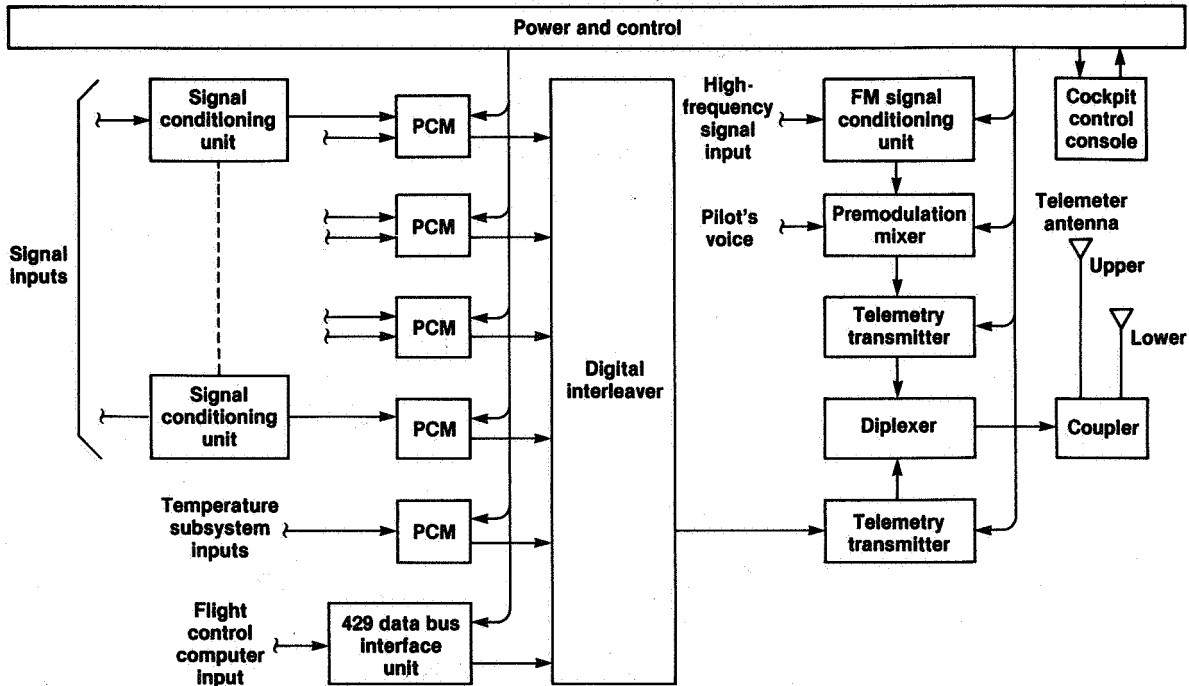 Power and control
Signal
conditioning
unit
PCM
PCM
Signal
inputs
PCM
Signal
conditioning
unit
PCM
Temperature
subsystem
inputs
PCM
Flight
control
computer
input
429 data bus
interface
unit
Digital
interleaver
High-
frequency
signal
input
FM signal
conditioning
unit
Cockpit
control
console
Pilot's
voice
Premodulation
mixer
Telemeter
antenna
Upper
Lower
Telemetry
transmitter
Diplexer
Coupler
Telemetry
transmitter